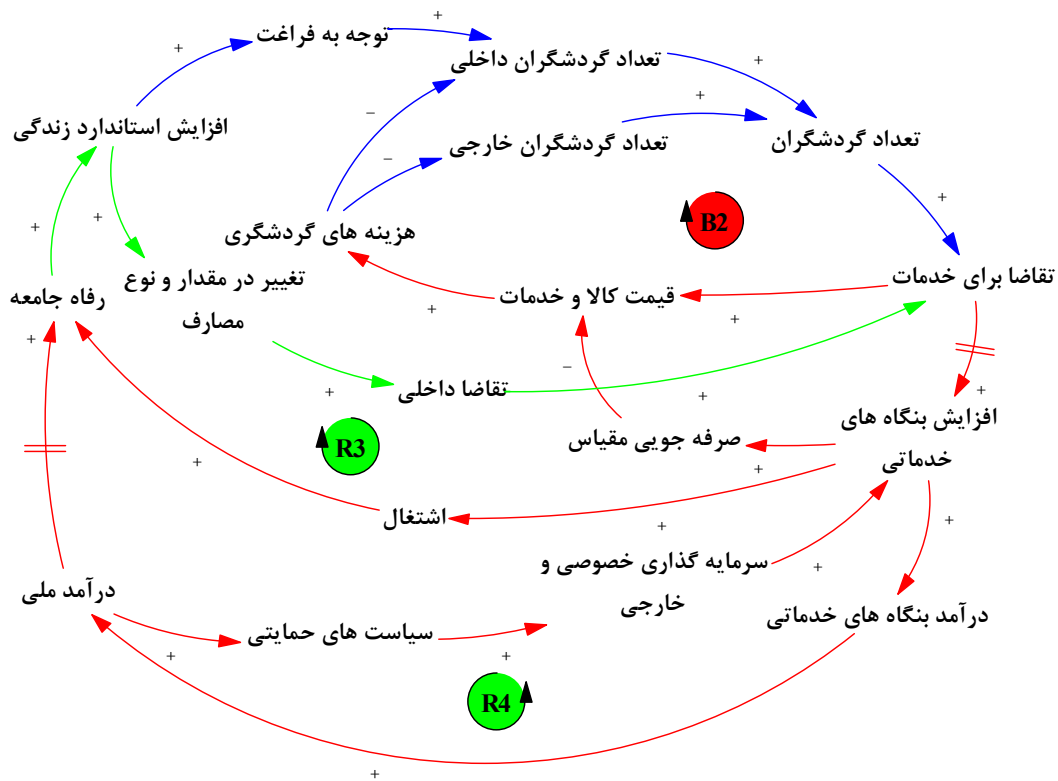 توجه به فراغت
تعداد گردشگران داخلی
افزایش استاندارد زندگی
تعداد گردشگران خارجی
تعداد گردشگران
B2
هزینه های گردشگری
تقاضا برای خدمات
تغییر در مقدار و نوع
مصارف
رفاه جامعه
قیمت کالا و خدمات
تقاضا داخلی
افزایش بنگاه های
خدماتی
صرفه جویی مقیاس
R3
اشتغال
سرمایه گذاری خصوصی و
خارجی
درآمد ملی
درآمد بنگاه های خدماتی
سیاست های حمایتی
R4